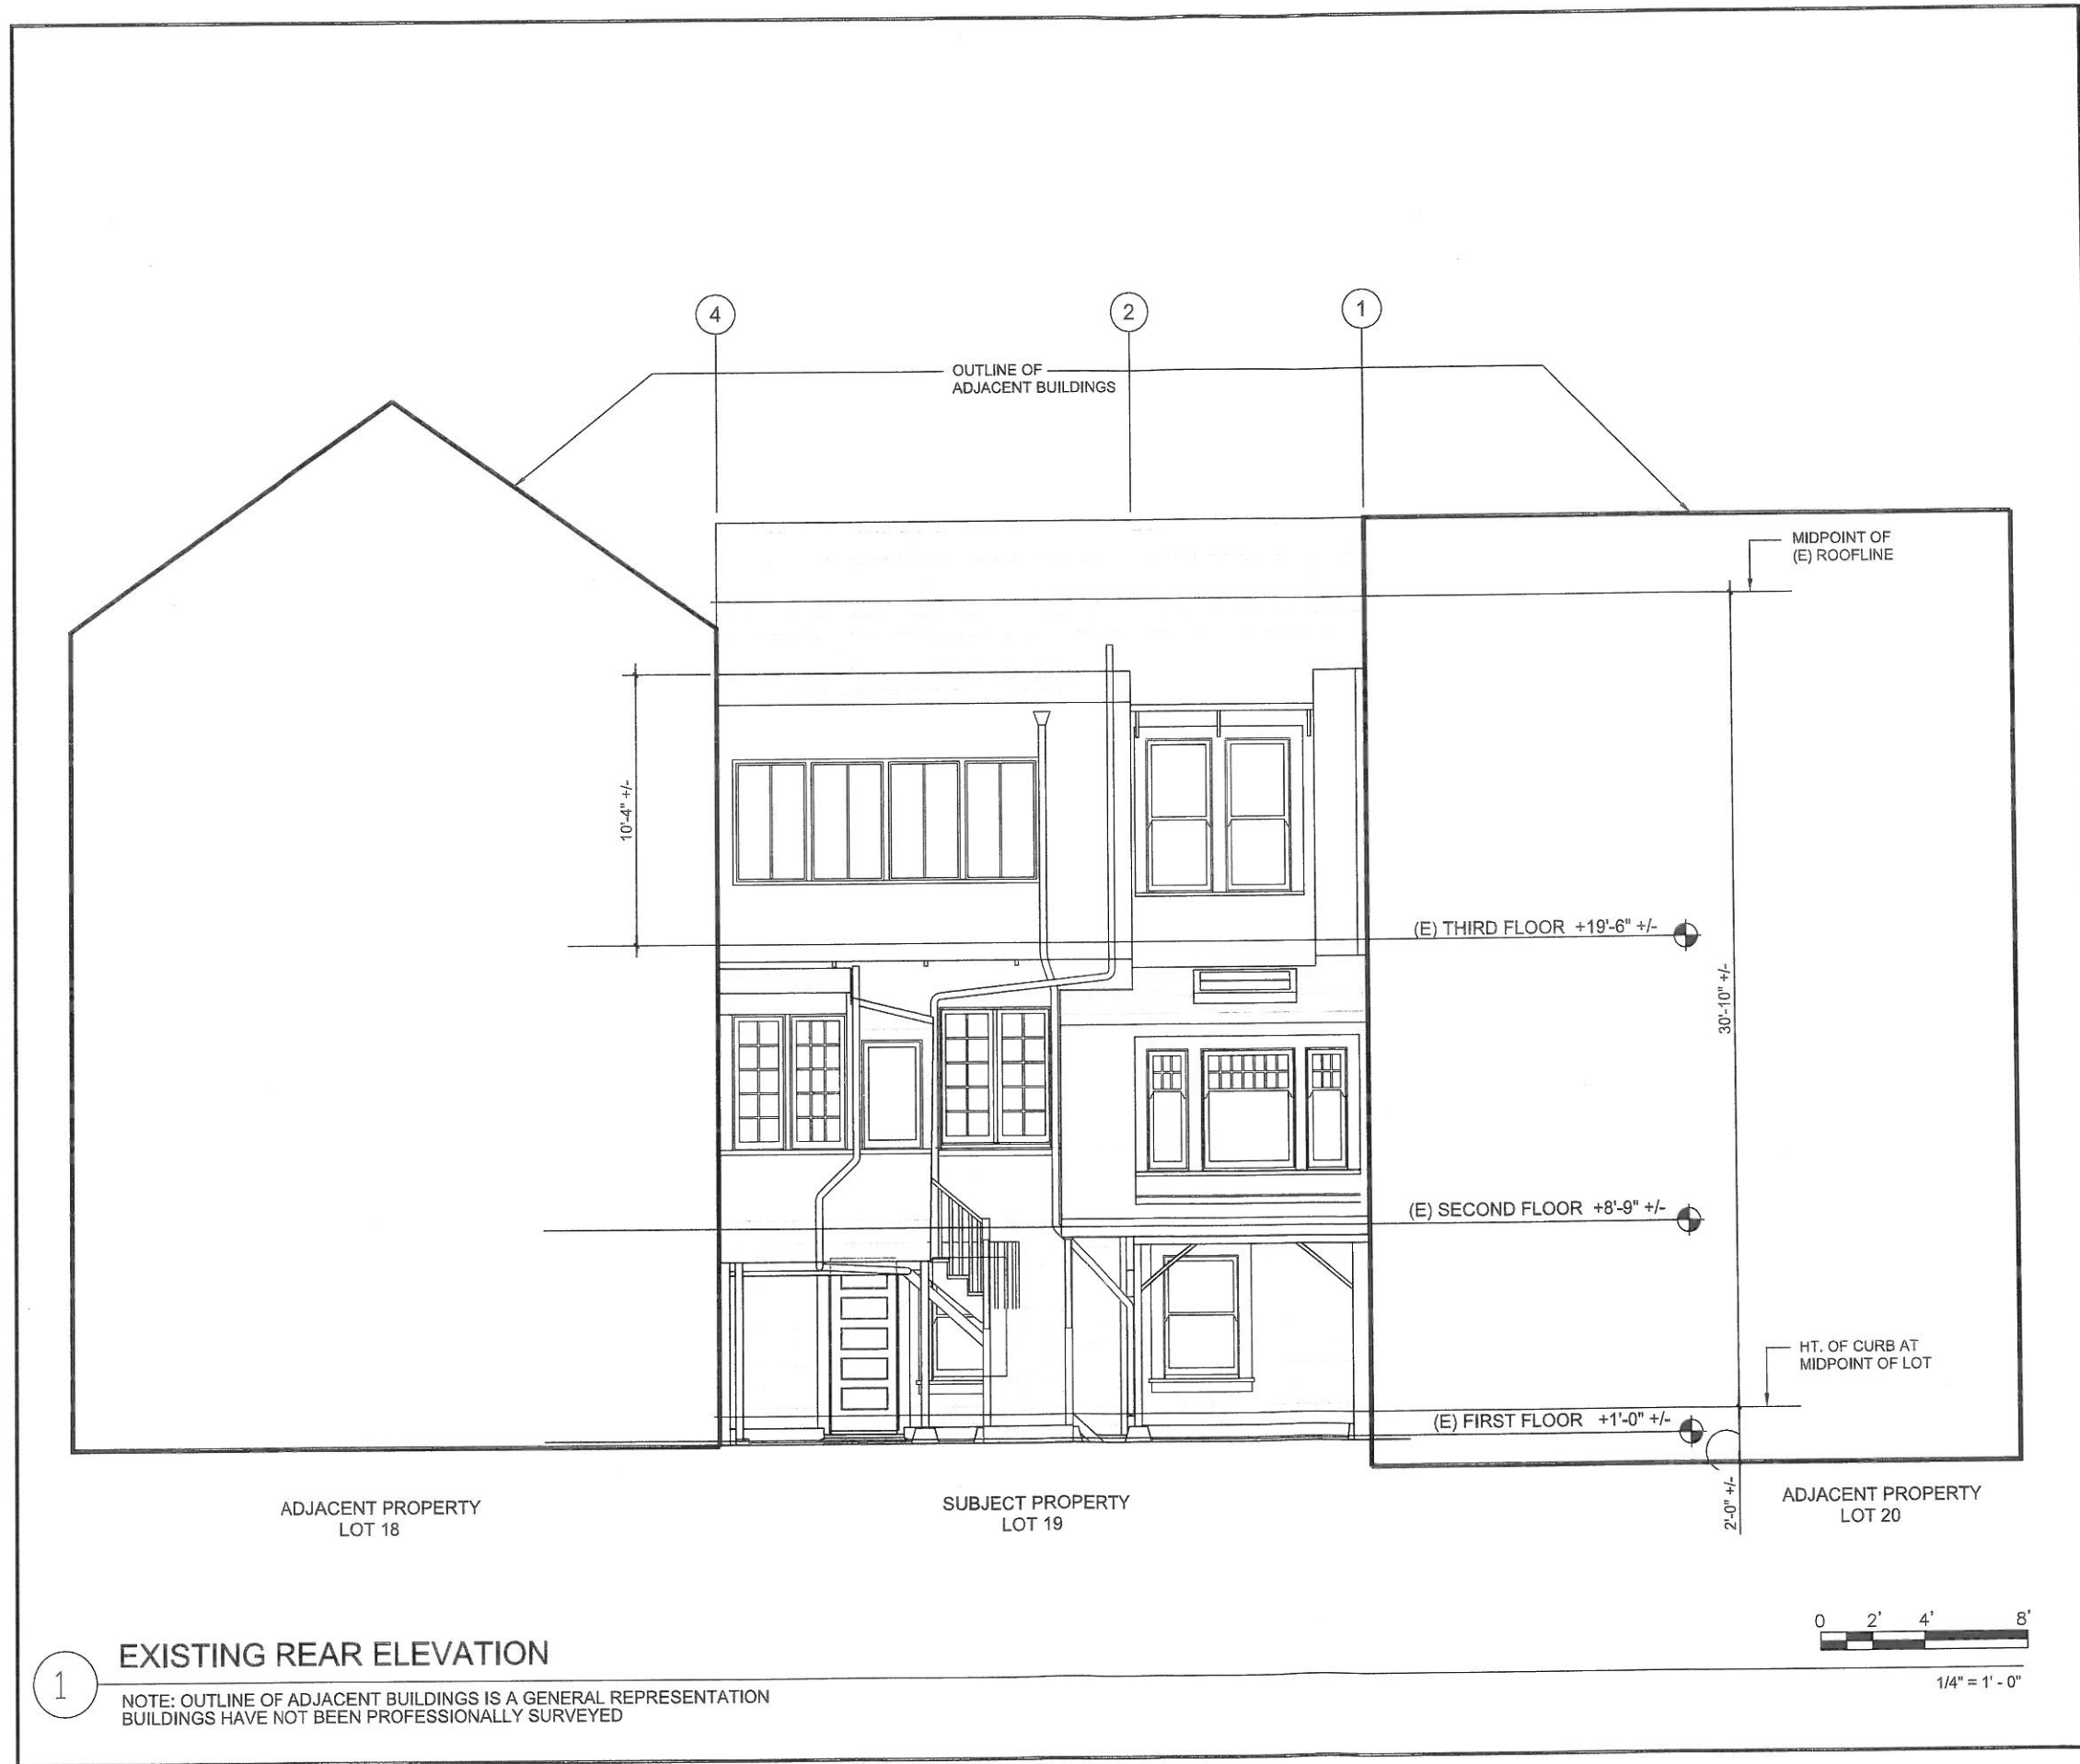 4
2
1
OUTLINE OF
ADJACENT BUILDINGS
MIDPOINT OF
(E) ROOFLINE
10'-4" +/-
(E) THIRD FLOOR +19'-6" +/-
30'-10" +/-
(E) SECOND FLOOR +8'-9" +/-
HT. OF CURB AT
MIDPOINT OF LOT
(E) FIRST FLOOR +1'-0" +/-
2'-0" +/-
ADJACENT PROPERTY
LOT 18
SUBJECT PROPERTY
LOT 19
ADJACENT PROPERTY
LOT 20
0 2' 4' 8'
1/4" = 1' - 0"
1
EXISTING REAR ELEVATION
NOTE: OUTLINE OF ADJACENT BUILDINGS IS A GENERAL REPRESENTATION
BUILDINGS HAVE NOT BEEN PROFESSIONALLY SURVEYED